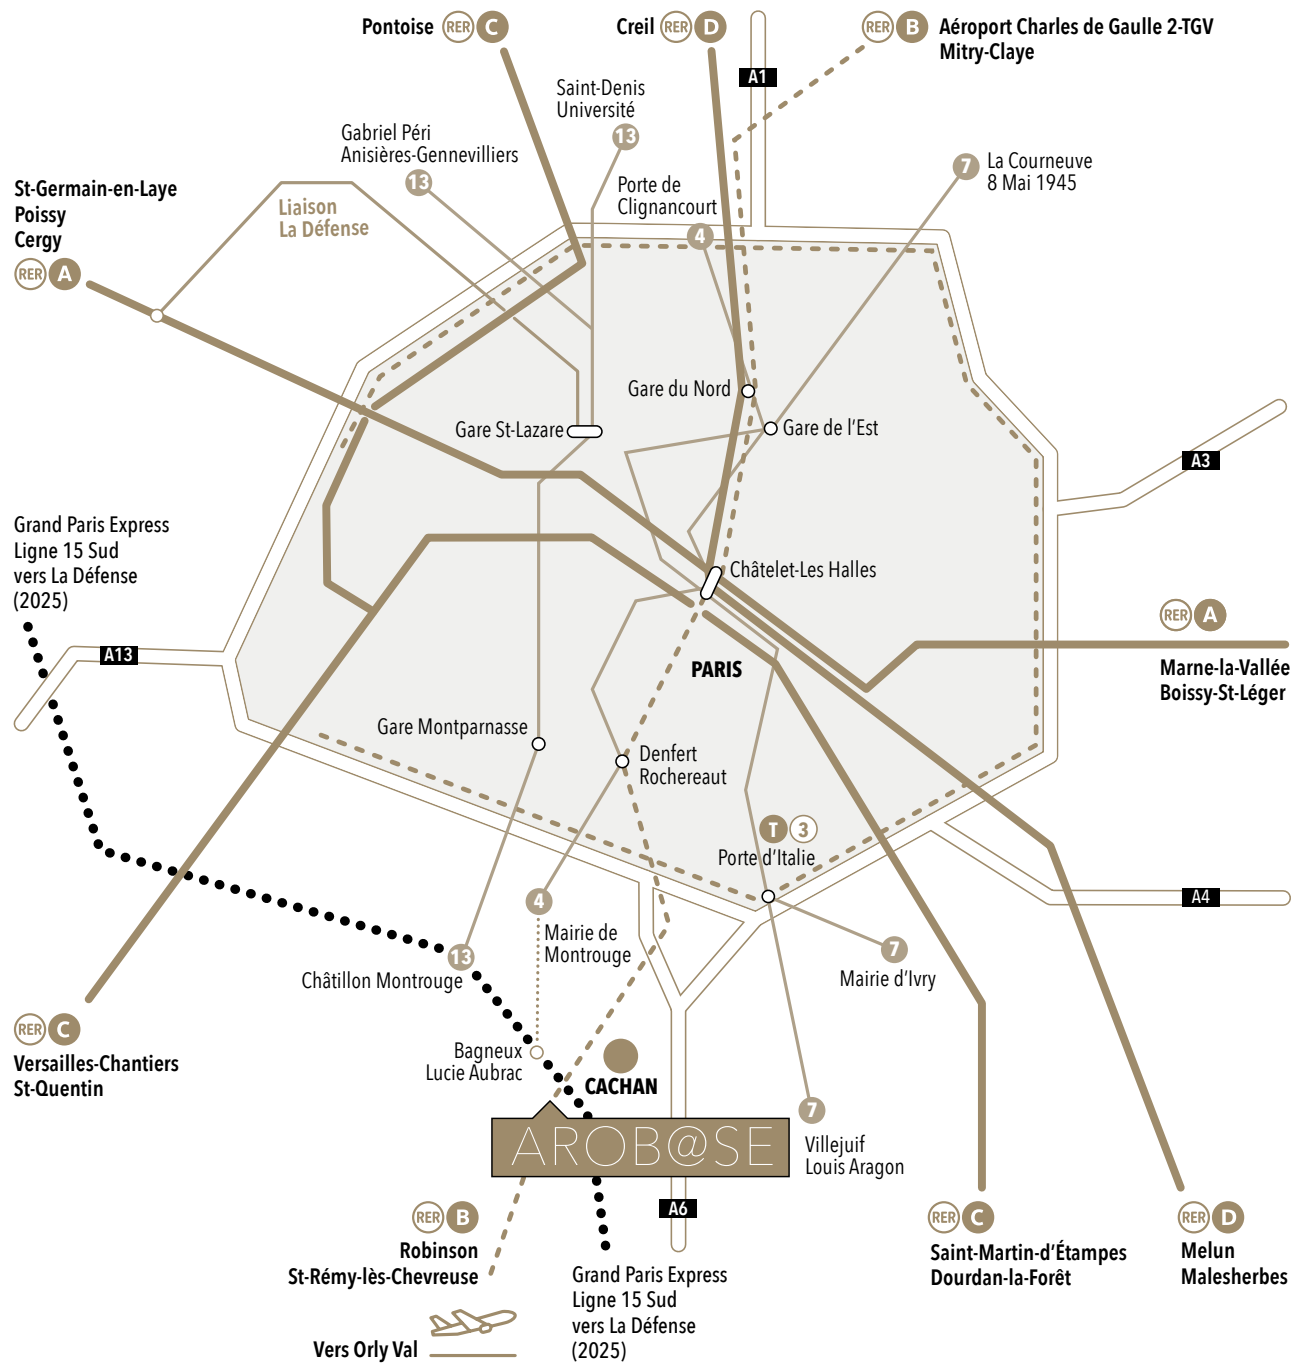 Pontoise RER C
Creil RER D
RER B Aéroport Charles de Gaulle 2-TGV
Mitry-Claye
A1
Saint-Denis
Université
13
Gabriel Péri
Anisières-Gennevilliers
13
Porte de
Clignancourt
4
7 La Courneuve
8 Mai 1945
St-Germain-en-Laye
Poissy
Cergy
RER A
Liaison
La Défense
Gare du Nord
Gare St-Lazare
Gare de l'Est
A3
Grand Paris Express
Ligne 15 Sud
vers La Défense
(2025)
Châtelet-Les Halles
RER A
Marne-la-Vallée
Boissy-St-Léger
A13
PARIS
Gare Montparnasse
Denfert
Rochereaut
T 3
Porte d'Italie
A4
4
Mairie de
Montrouge
13
Châtillon Montrouge
7
Mairie d'Ivry
RER C
Versailles-Chantiers
St-Quentin
Bagneux
Lucie Aubrac
CACHAN
AROB@SE
7
Villejuif
Louis Aragon
A6
RER B
Robinson
St-Rémy-lès-Chevreuse
RER C
Saint-Martin-d'Étampes
Dourdan-la-Forêt
RER D
Melun
Malesherbes
Grand Paris Express
Ligne 15 Sud
vers La Défense
(2025)
Vers Orly Val